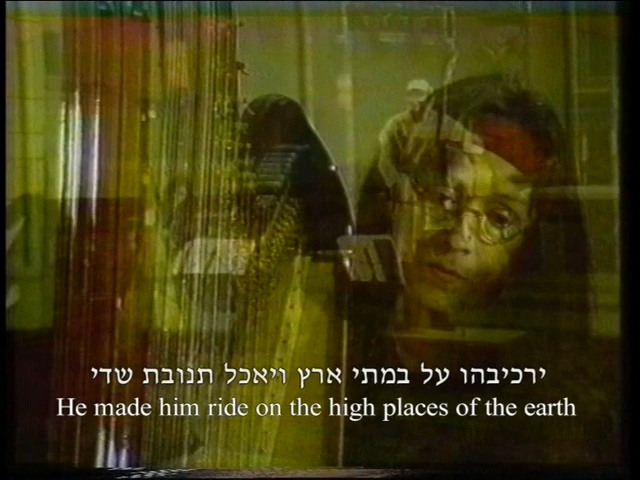 ירכיבהו על במתי ארץ ויאכל תנובת שדי
He made him ride on the high places of the earth